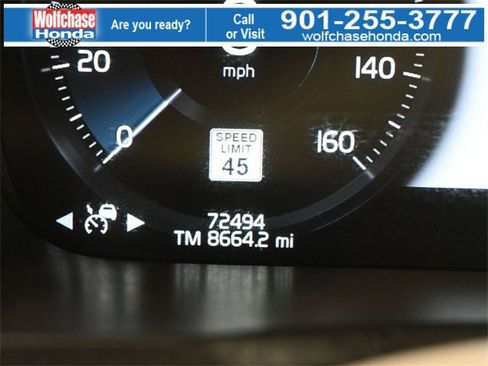 Wolfchase
Honda
Are you ready?
Call
or Visit
901-255-3777
wolfchasehonda.com
20
mph
140
0
SPEED
LIMIT
45
160
72494
TM 8664.2 mi